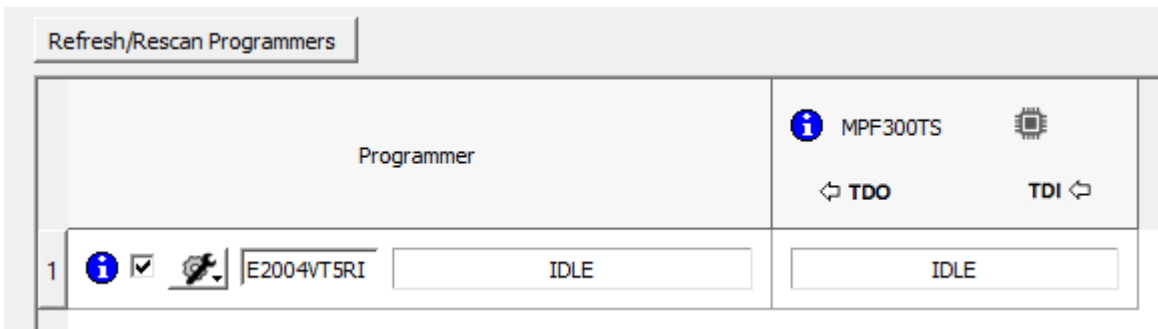 Refresh/Rescan Programmers
Programmer
MPF300TS
TDO TDI
1 E2004VT5RI IDLE IDLE